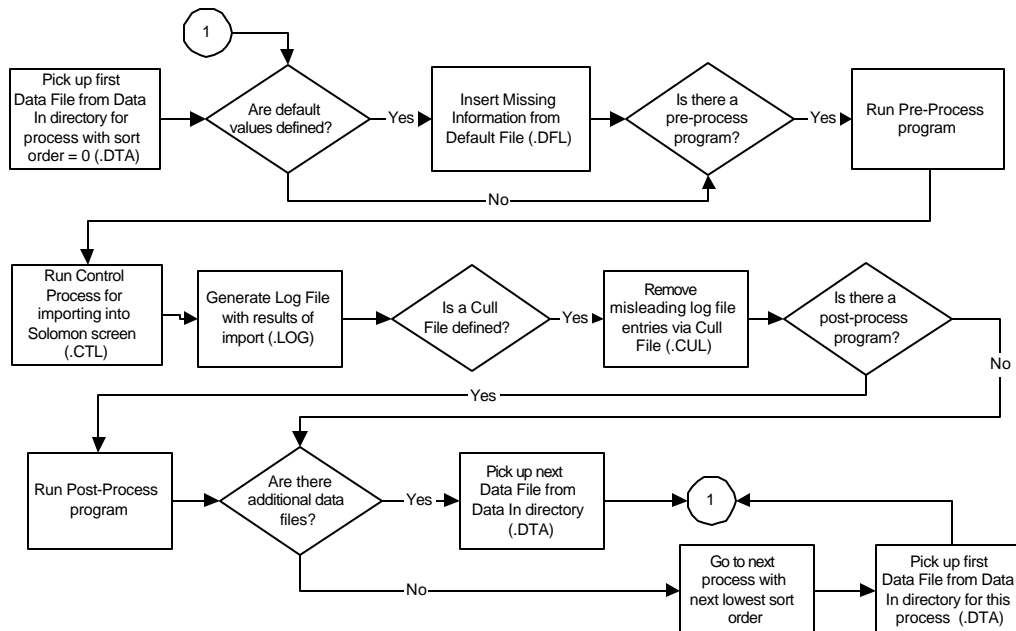 1
Pick up first
Data File from Data
In directory for
process with sort
order = 0 (.DTA)
Are default
values defined?
Yes
Insert Missing
Information from
Default File (.DFL)
Is there a
pre-process
program?
Yes
Run Pre-Process
program
No
Run Control
Process for
importing into
Solomon screen
(.CTL)
Generate Log File
with results of
import (.LOG)
Is a Cull
File defined?
Yes
Remove
misleading log file
entries via Cull
File (.CUL)
Is there a
post-process
program?
No
Yes
Run Post-Process
program
Are there
additional data
files?
Yes
Pick up next
Data File from
Data In directory
(.DTA)
1
No
Go to next
process with
next lowest sort
order
Pick up first
Data File from Data
In directory for this
process (.DTA)